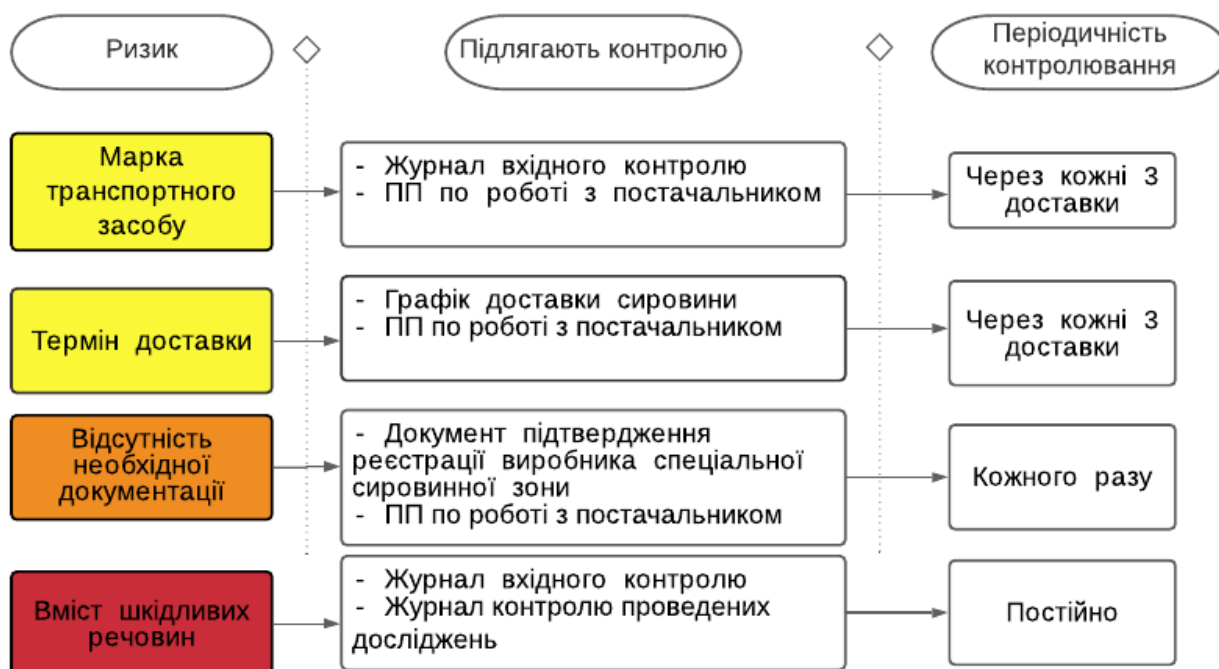 Ризик
Підлягають контролю
Періодичність
контролювання
Марка
транспортного
засобу
- Журнал вхідного контролю
- ПП по роботі з постачальником
Через кожні 3
доставки
Термін доставки
- Графік доставки сировини
- ПП по роботі з постачальником
Через кожні 3
доставки
Відсутність
необхідної
документації
- Документ підтвердження
реєстрації виробника спеціальної
сировинної зони
- ПП по роботі з постачальником
Кожного разу
Вміст шкідливих
речовин
- Журнал вхідного контролю
- Журнал контролю проведених
досліджень
Постійно